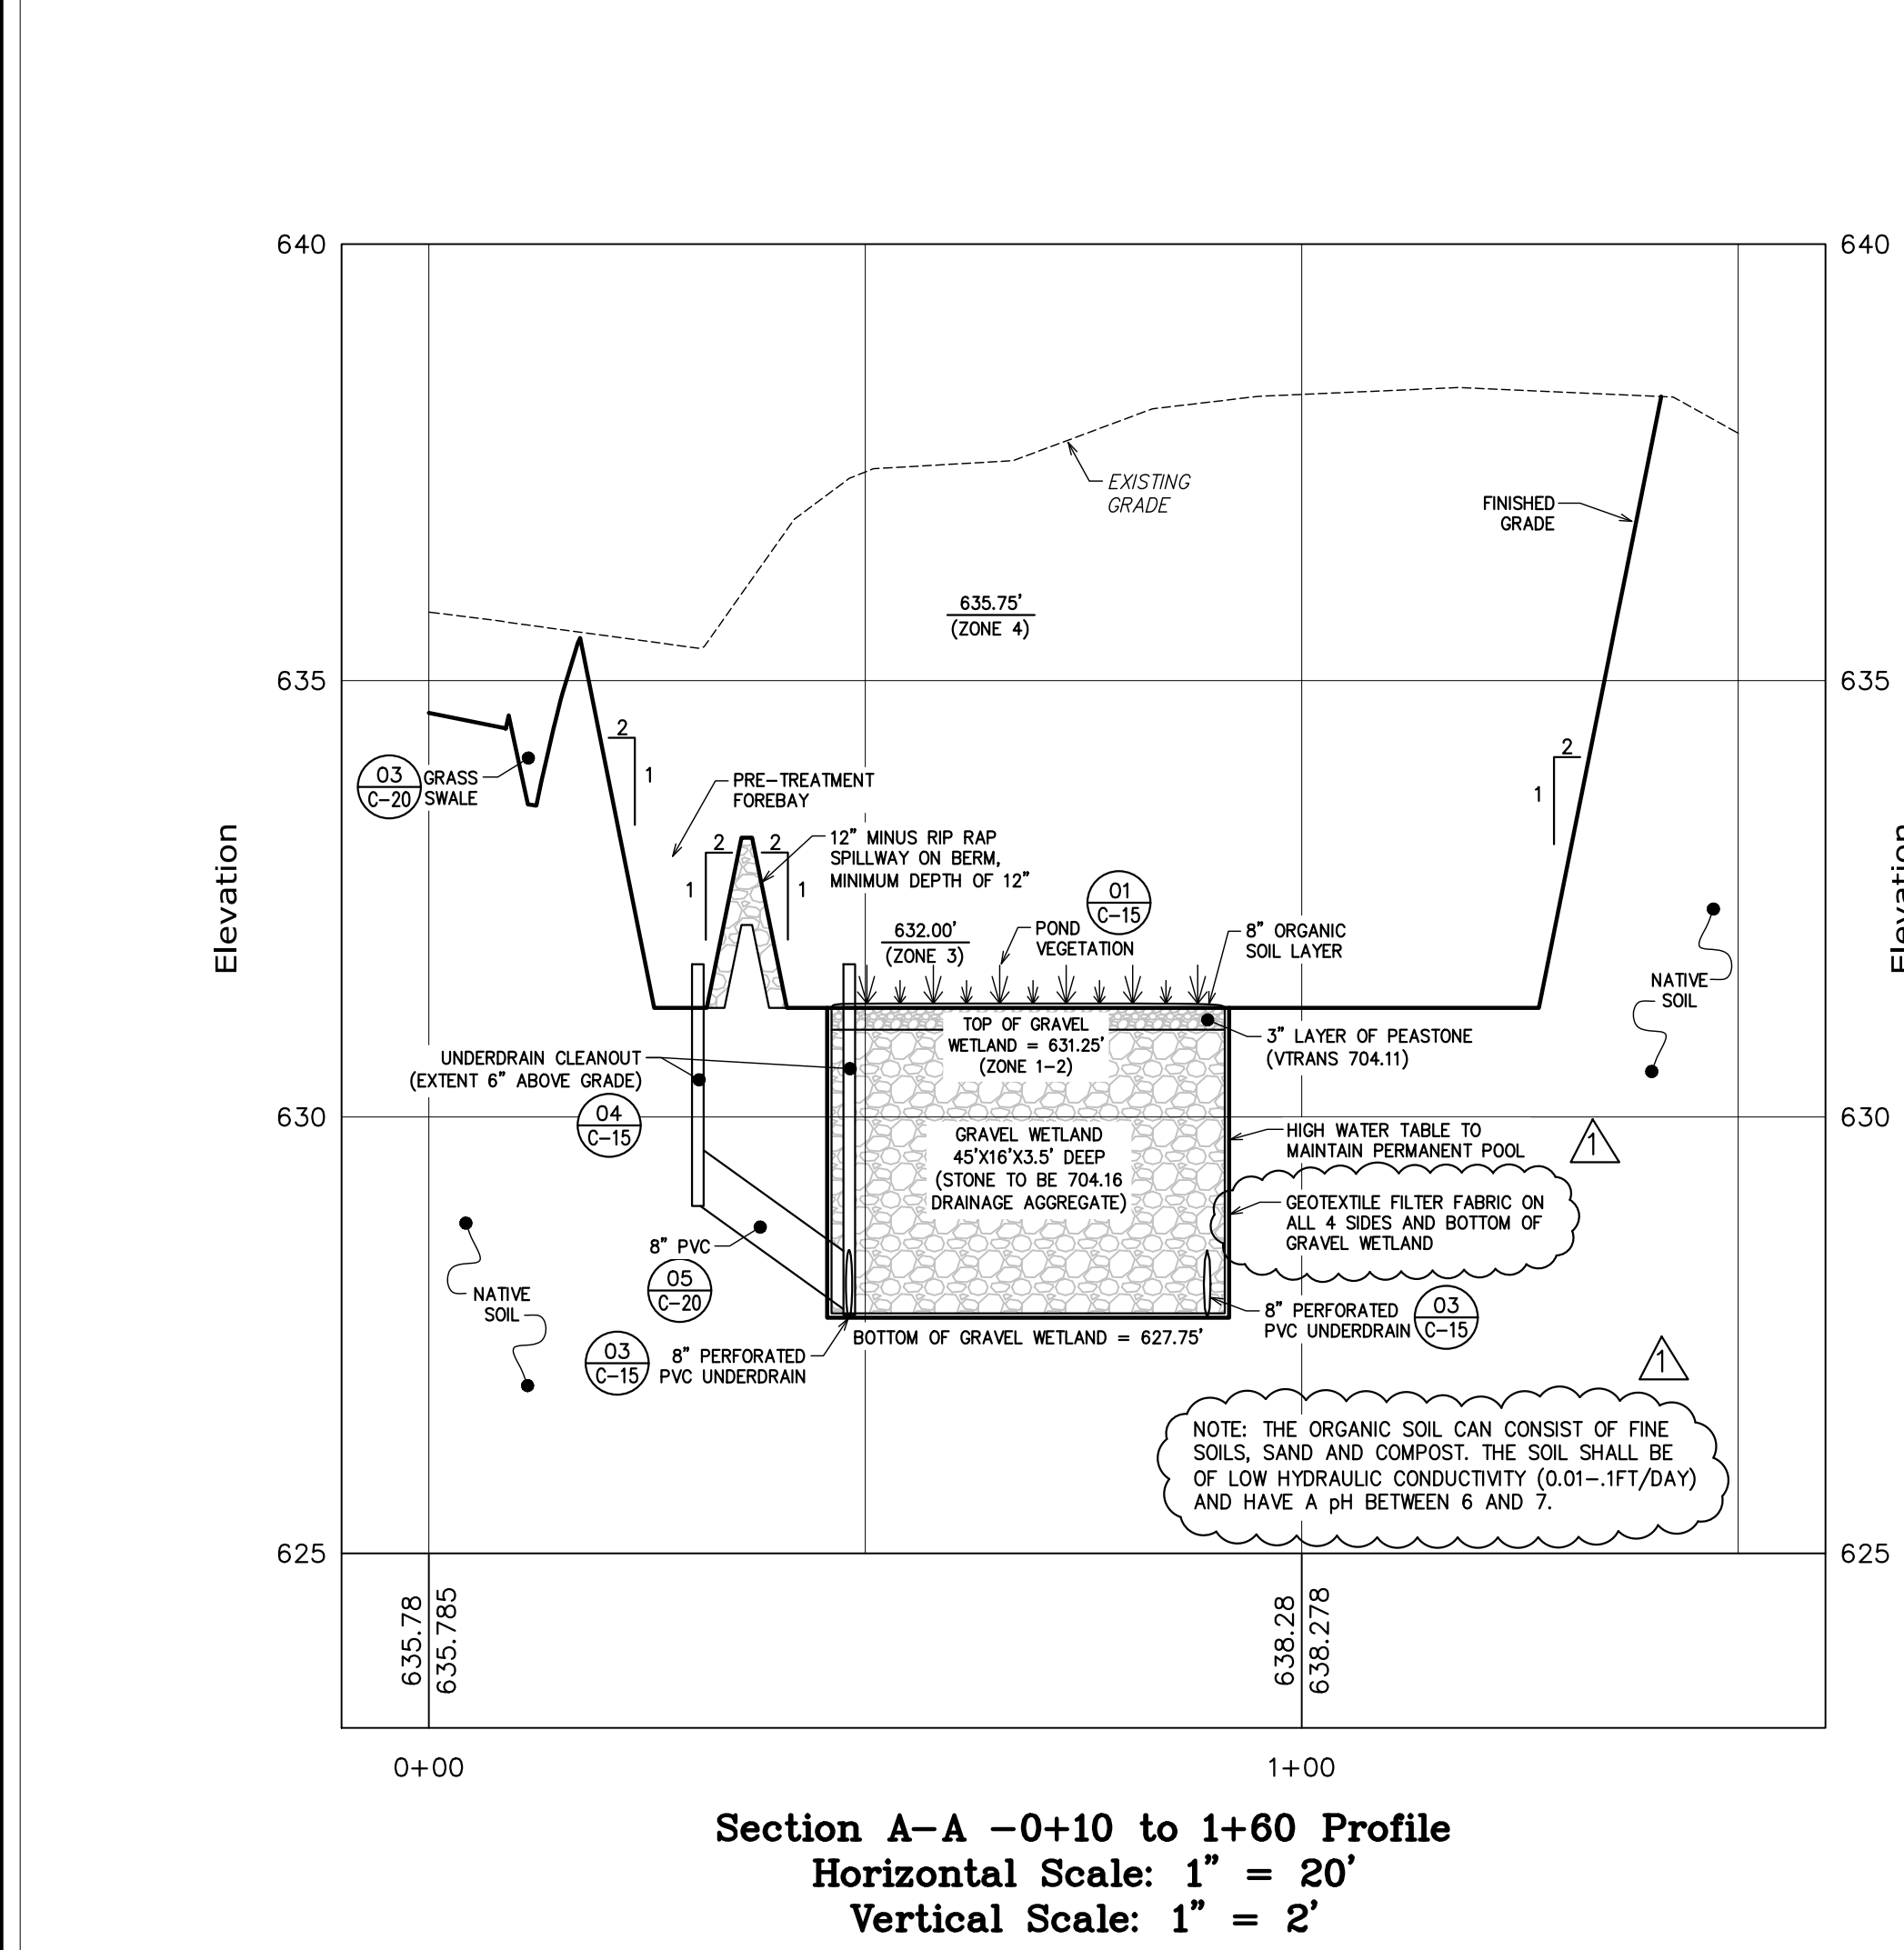 640
640
EXISTING
GRADE
FINISHED
GRADE
635.75'
(ZONE 4)
635
635
2
1
2
1
03
C-20
GRASS
SWALE
PRE-TREATMENT
FOREBAY
2
2
1
1
12" MINUS RIP RAP
SPILLWAY ON BERM,
MINIMUM DEPTH OF 12"
01
C-15
632.00'
(ZONE 3)
POND
VEGETATION
8" ORGANIC
SOIL LAYER
Elevation
Elevation
NATIVE
SOIL
TOP OF GRAVEL
WETLAND = 631.25'
(ZONE 1-2)
3" LAYER OF PEASTONE
(VTRANS 704.11)
UNDERDRAIN CLEANOUT
(EXTENT 6" ABOVE GRADE)
04
C-15
630
630
GRAVEL WETLAND
45'X16'X3.5' DEEP
(STONE TO BE 704.16
DRAINAGE AGGREGATE)
HIGH WATER TABLE TO
MAINTAIN PERMANENT POOL
1
GEOTEXTILE FILTER FABRIC ON
ALL 4 SIDES AND BOTTOM OF
GRAVEL WETLAND
8" PVC
05
C-20
NATIVE
SOIL
8" PERFORATED
PVC UNDERDRAIN
03
C-15
BOTTOM OF GRAVEL WETLAND = 627.75'
03
C-15
8" PERFORATED
PVC UNDERDRAIN
1
NOTE: THE ORGANIC SOIL CAN CONSIST OF FINE
SOILS, SAND AND COMPOST. THE SOIL SHALL BE
OF LOW HYDRAULIC CONDUCTIVITY (0.01-.1FT/DAY)
AND HAVE A pH BETWEEN 6 AND 7.
625
625
635.78
635.785
638.28
638.278
0+00
1+00
Section A-A -0+10 to 1+60 Profile
Horizontal Scale: 1" = 20'
Vertical Scale: 1" = 2'